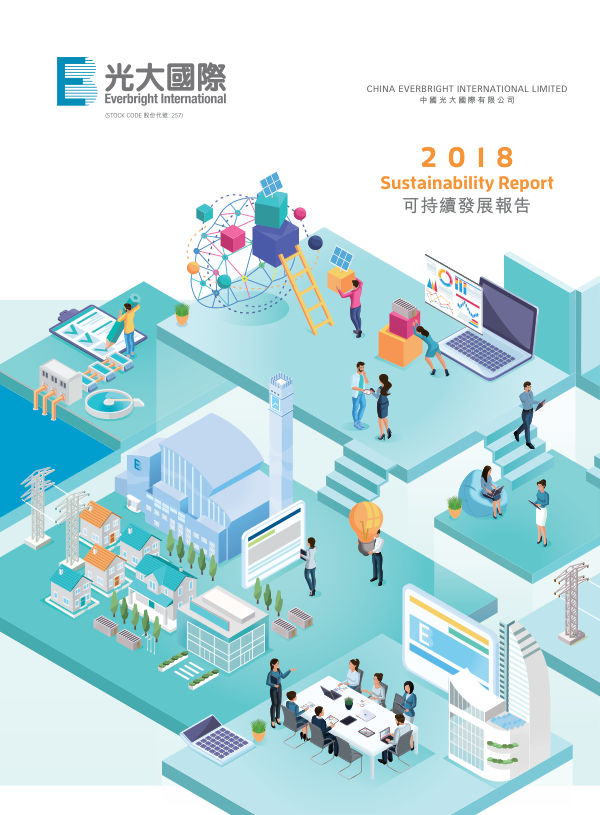 光大國際
Everbright International
(STOCK CODE 股份代號: 257)
CHINA EVERBRIGHT INTERNATIONAL LIMITED
中國光大國際有限公司
2018
Sustainability Report
可持續發展報告
E
E